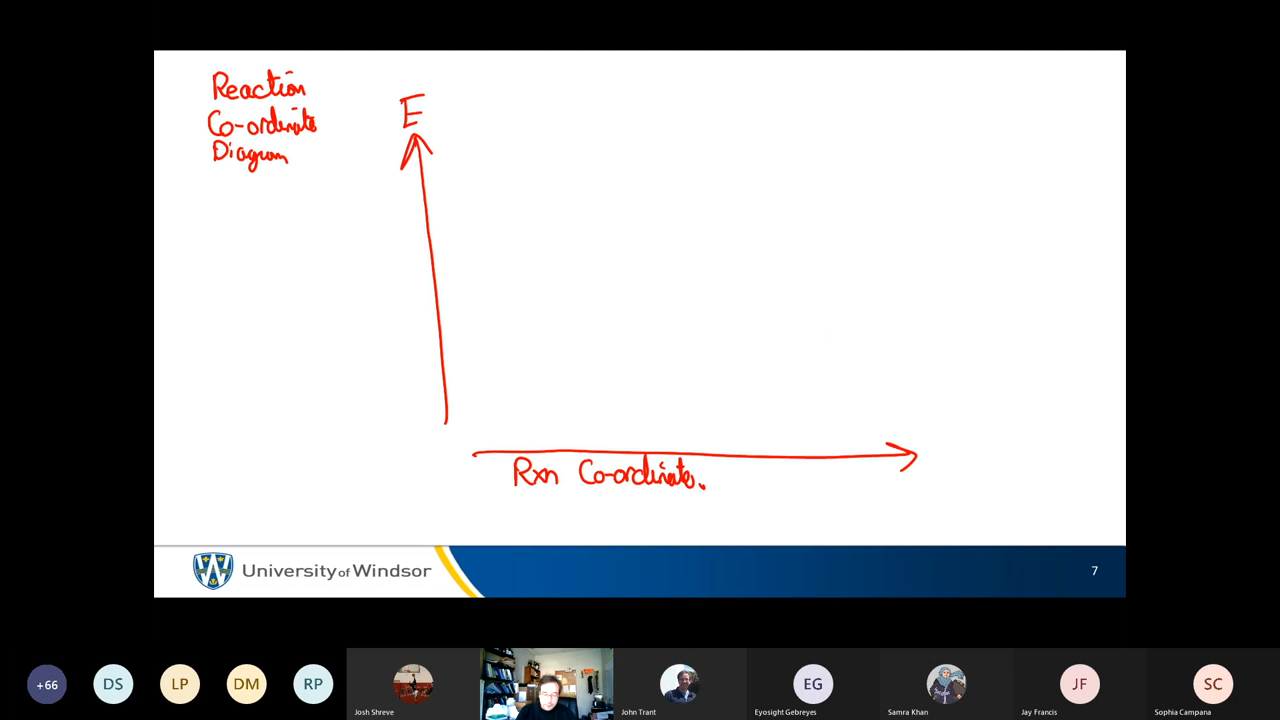 Reaction
Co-ordinate
Diagram
E
Rxn Co-ordinate.
University of Windsor
7
+66
DS
LP
DM
RP
Josh Shreve
John Trant
EG
Eyosight Gebreyes
Samra Khan
JF
Jay Francis
SC
Sophia Campana